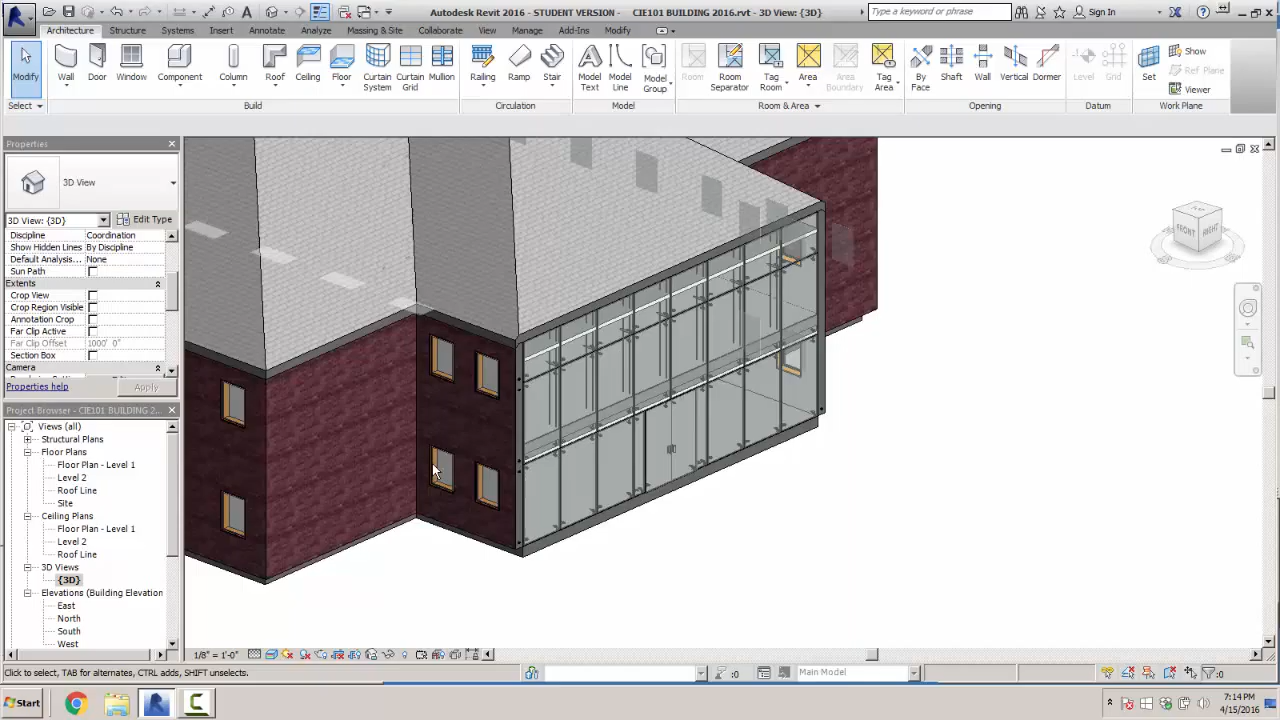 Autodesk Revit 2016 - STUDENT VERSION - CIE101 BUILDING 2016.rvt - 3D View: {3D}
Type a keyword or phrase
Sign In
Architecture Structure Systems Insert Annotate Analyze Massing & Site Collaborate View Manage Add-Ins Modify
Modify Wall Door Window Component Column Roof Ceiling Floor Curtain System Curtain Grid Mullion Railing Ramp Stair Model Text Model Line Model Group Room Room Separator Tag Room Area Area Boundary Tag Area By Face Shaft Wall Vertical Dormer Level Grid Set Show Ref Plane Viewer
Select Build Circulation Model Room & Area Opening Datum Work Plane
Properties
3D View
3D View: {3D} Edit Type
Discipline Coordination
Show Hidden Lines By Discipline
Default Analysis... None
Sun Path
Extents
Crop View
Crop Region Visible
Annotation Crop
Far Clip Active
Far Clip Offset 1000' 0"
Section Box
Camera
Properties help Apply
Project Browser - CIE101 BUILDING 2...
Views (all)
Structural Plans
Floor Plans
Floor Plan - Level 1
Level 2
Roof Line
Site
Ceiling Plans
Floor Plan - Level 1
Level 2
Roof Line
3D Views
{3D}
Elevations (Building Elevation
East
North
South
West
FRONT RIGHT
1/8" = 1'-0"
Click to select, TAB for alternates, CTRL adds, SHIFT unselects.
:0
Main Model
:0
Start
7:14 PM
4/15/2016